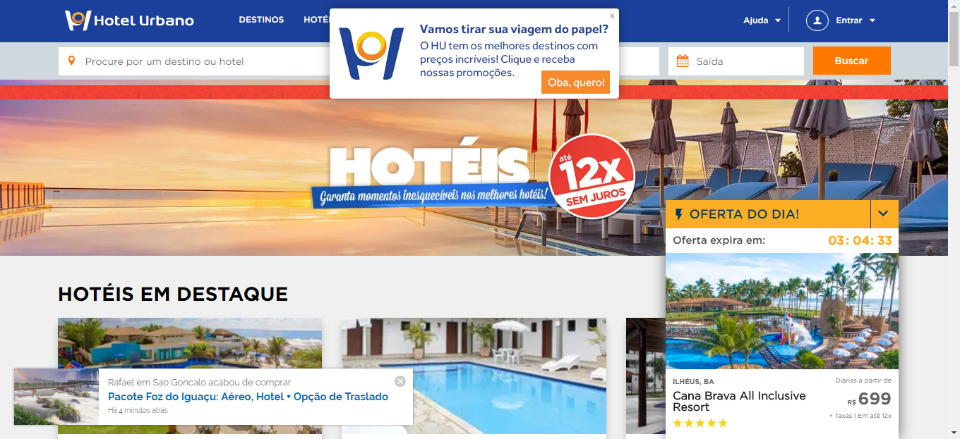 Hotel Urbano
DESTINOS
HOTÉ
Ajuda
Entrar
x
Vamos tirar sua viagem do papel?
O HU tem os melhores destinos com
preços incríveis! Clique e receba
nossas promoções.
Oba, quero!
Procure por um destino ou hotel
Saída
Buscar
HOTÉIS
Garanta momentos inesquecíveis nos melhores hotéis!
até
12x
SEM JUROS
OFERTA DO DIA!
Oferta expira em:
03: 04: 33
HOTÉIS EM DESTAQUE
Rafael em Sao Goncalo acabou de comprar
Pacote Foz do Iguaçu: Aéreo, Hotel + Opção de Traslado
Há 4 minutos atrás
ILHÉUS, BA
Diárias a partir de
Cana Brava All Inclusive
Resort
R$ 699
+ Taxas | Em até 12x